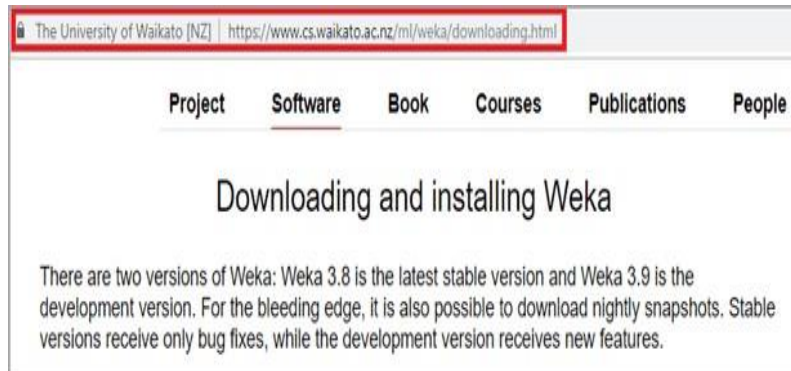 The University of Waikato [NZ] | https://www.cs.waikato.ac.nz/ml/weka/downloading.html
Project Software Book Courses Publications People
Downloading and installing Weka
There are two versions of Weka: Weka 3.8 is the latest stable version and Weka 3.9 is the
development version. For the bleeding edge, it is also possible to download nightly snapshots. Stable
versions receive only bug fixes, while the development version receives new features.